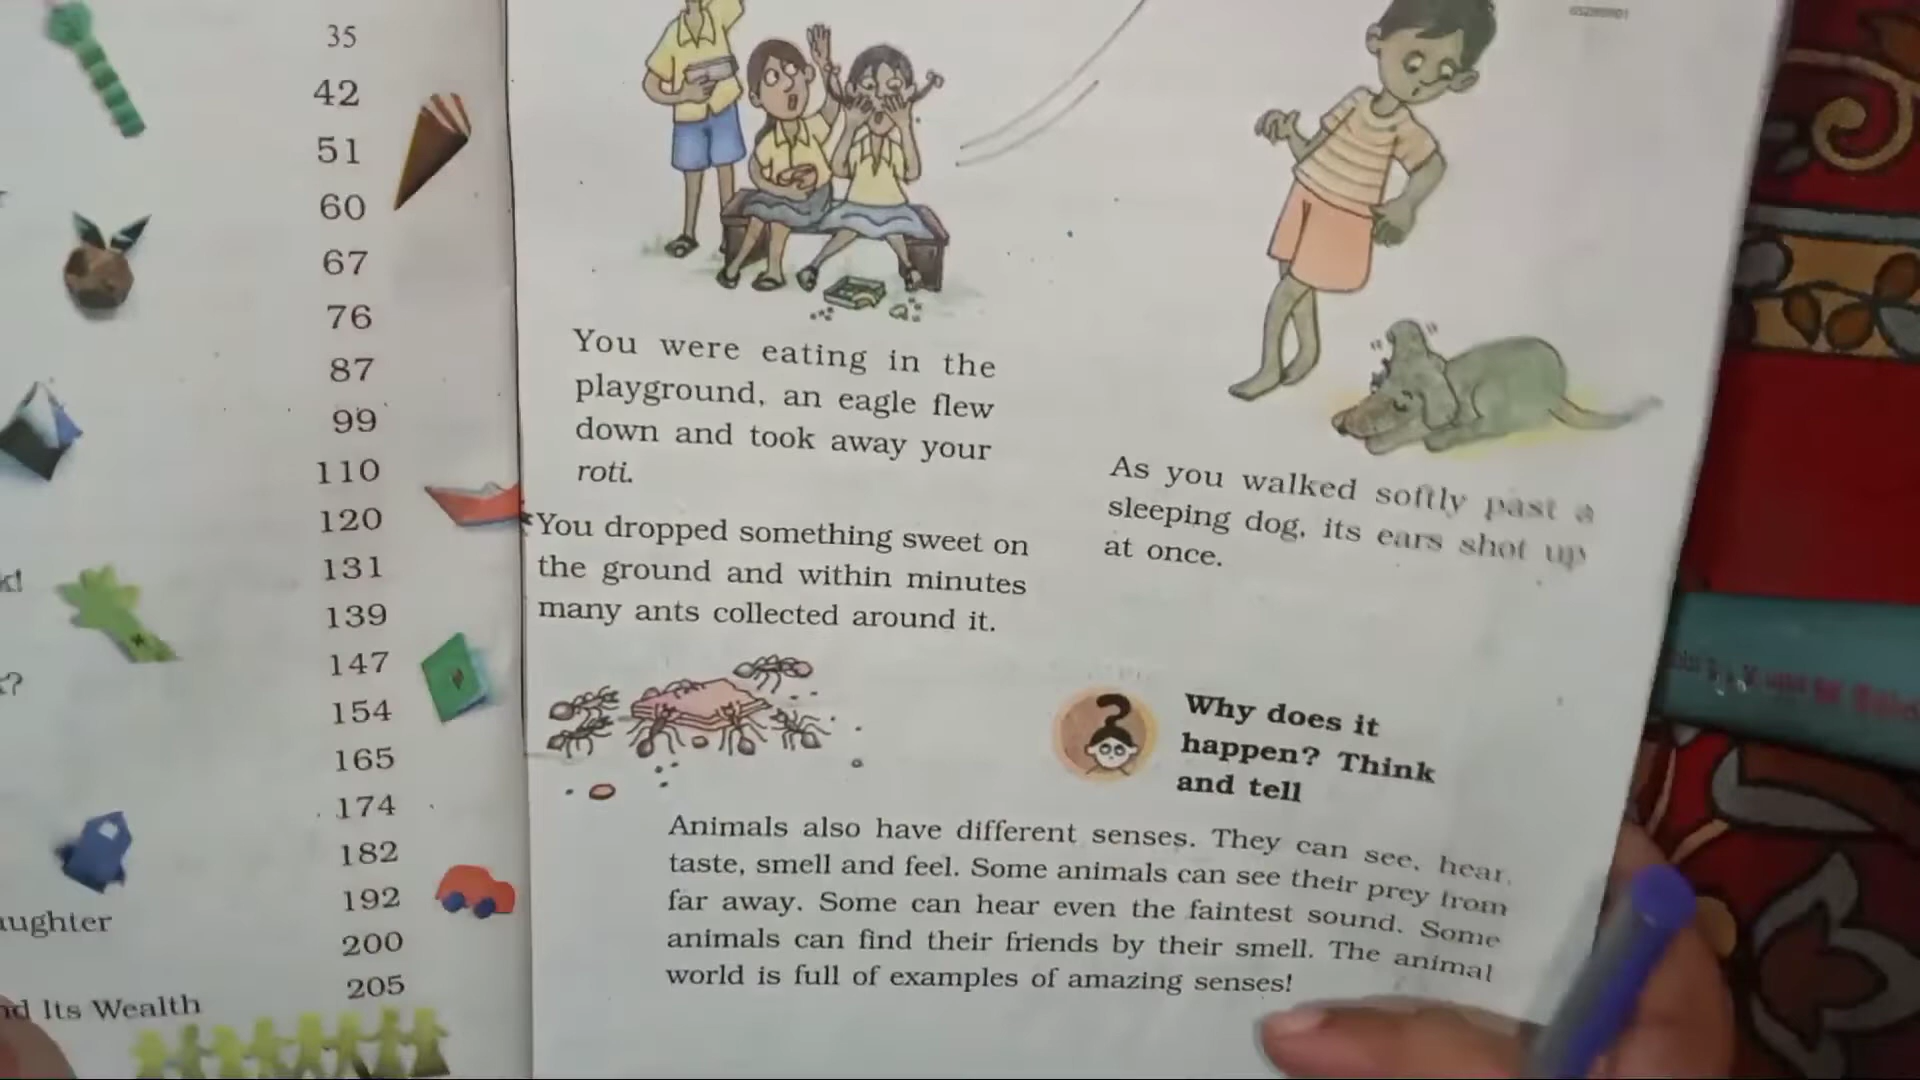 35
42
51
60
67
76
87
99
110
120
131
139
147
154
165
174
182
192
200
205
nd Its Wealth
You were eating in the
playground, an eagle flew
down and took away your
roti.
You dropped something sweet on
the ground and within minutes
many ants collected around it.
As you walked softly past a
sleeping dog, its ears shot up
at once.
Why does it
happen? Think
and tell
Animals also have different senses. They can see, hear,
taste, smell and feel. Some animals can see their prey from
far away. Some can hear even the faintest sound. Some
animals can find their friends by their smell. The animal
world is full of examples of amazing senses!